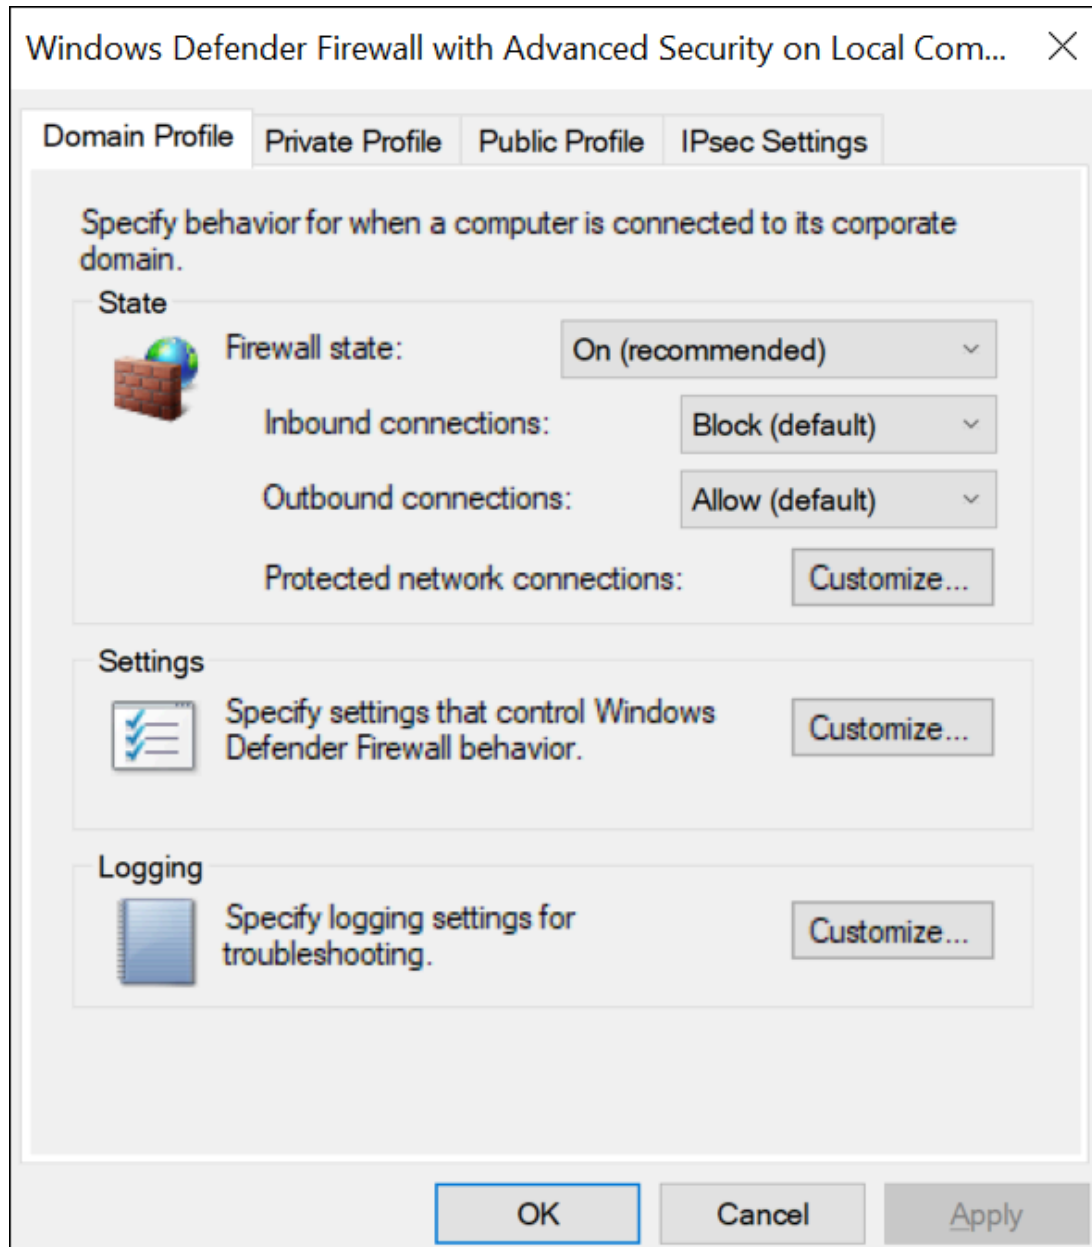 Windows Defender Firewall with Advanced Security on Local Com...
Domain Profile
Private Profile
Public Profile
IPsec Settings
Specify behavior for when a computer is connected to its corporate
domain.
State
Firewall state:
On (recommended)
Inbound connections:
Block (default)
Outbound connections:
Allow (default)
Protected network connections:
Customize...
Settings
Specify settings that control Windows
Defender Firewall behavior.
Customize...
Logging
Specify logging settings for
troubleshooting.
Customize...
OK
Cancel
Apply